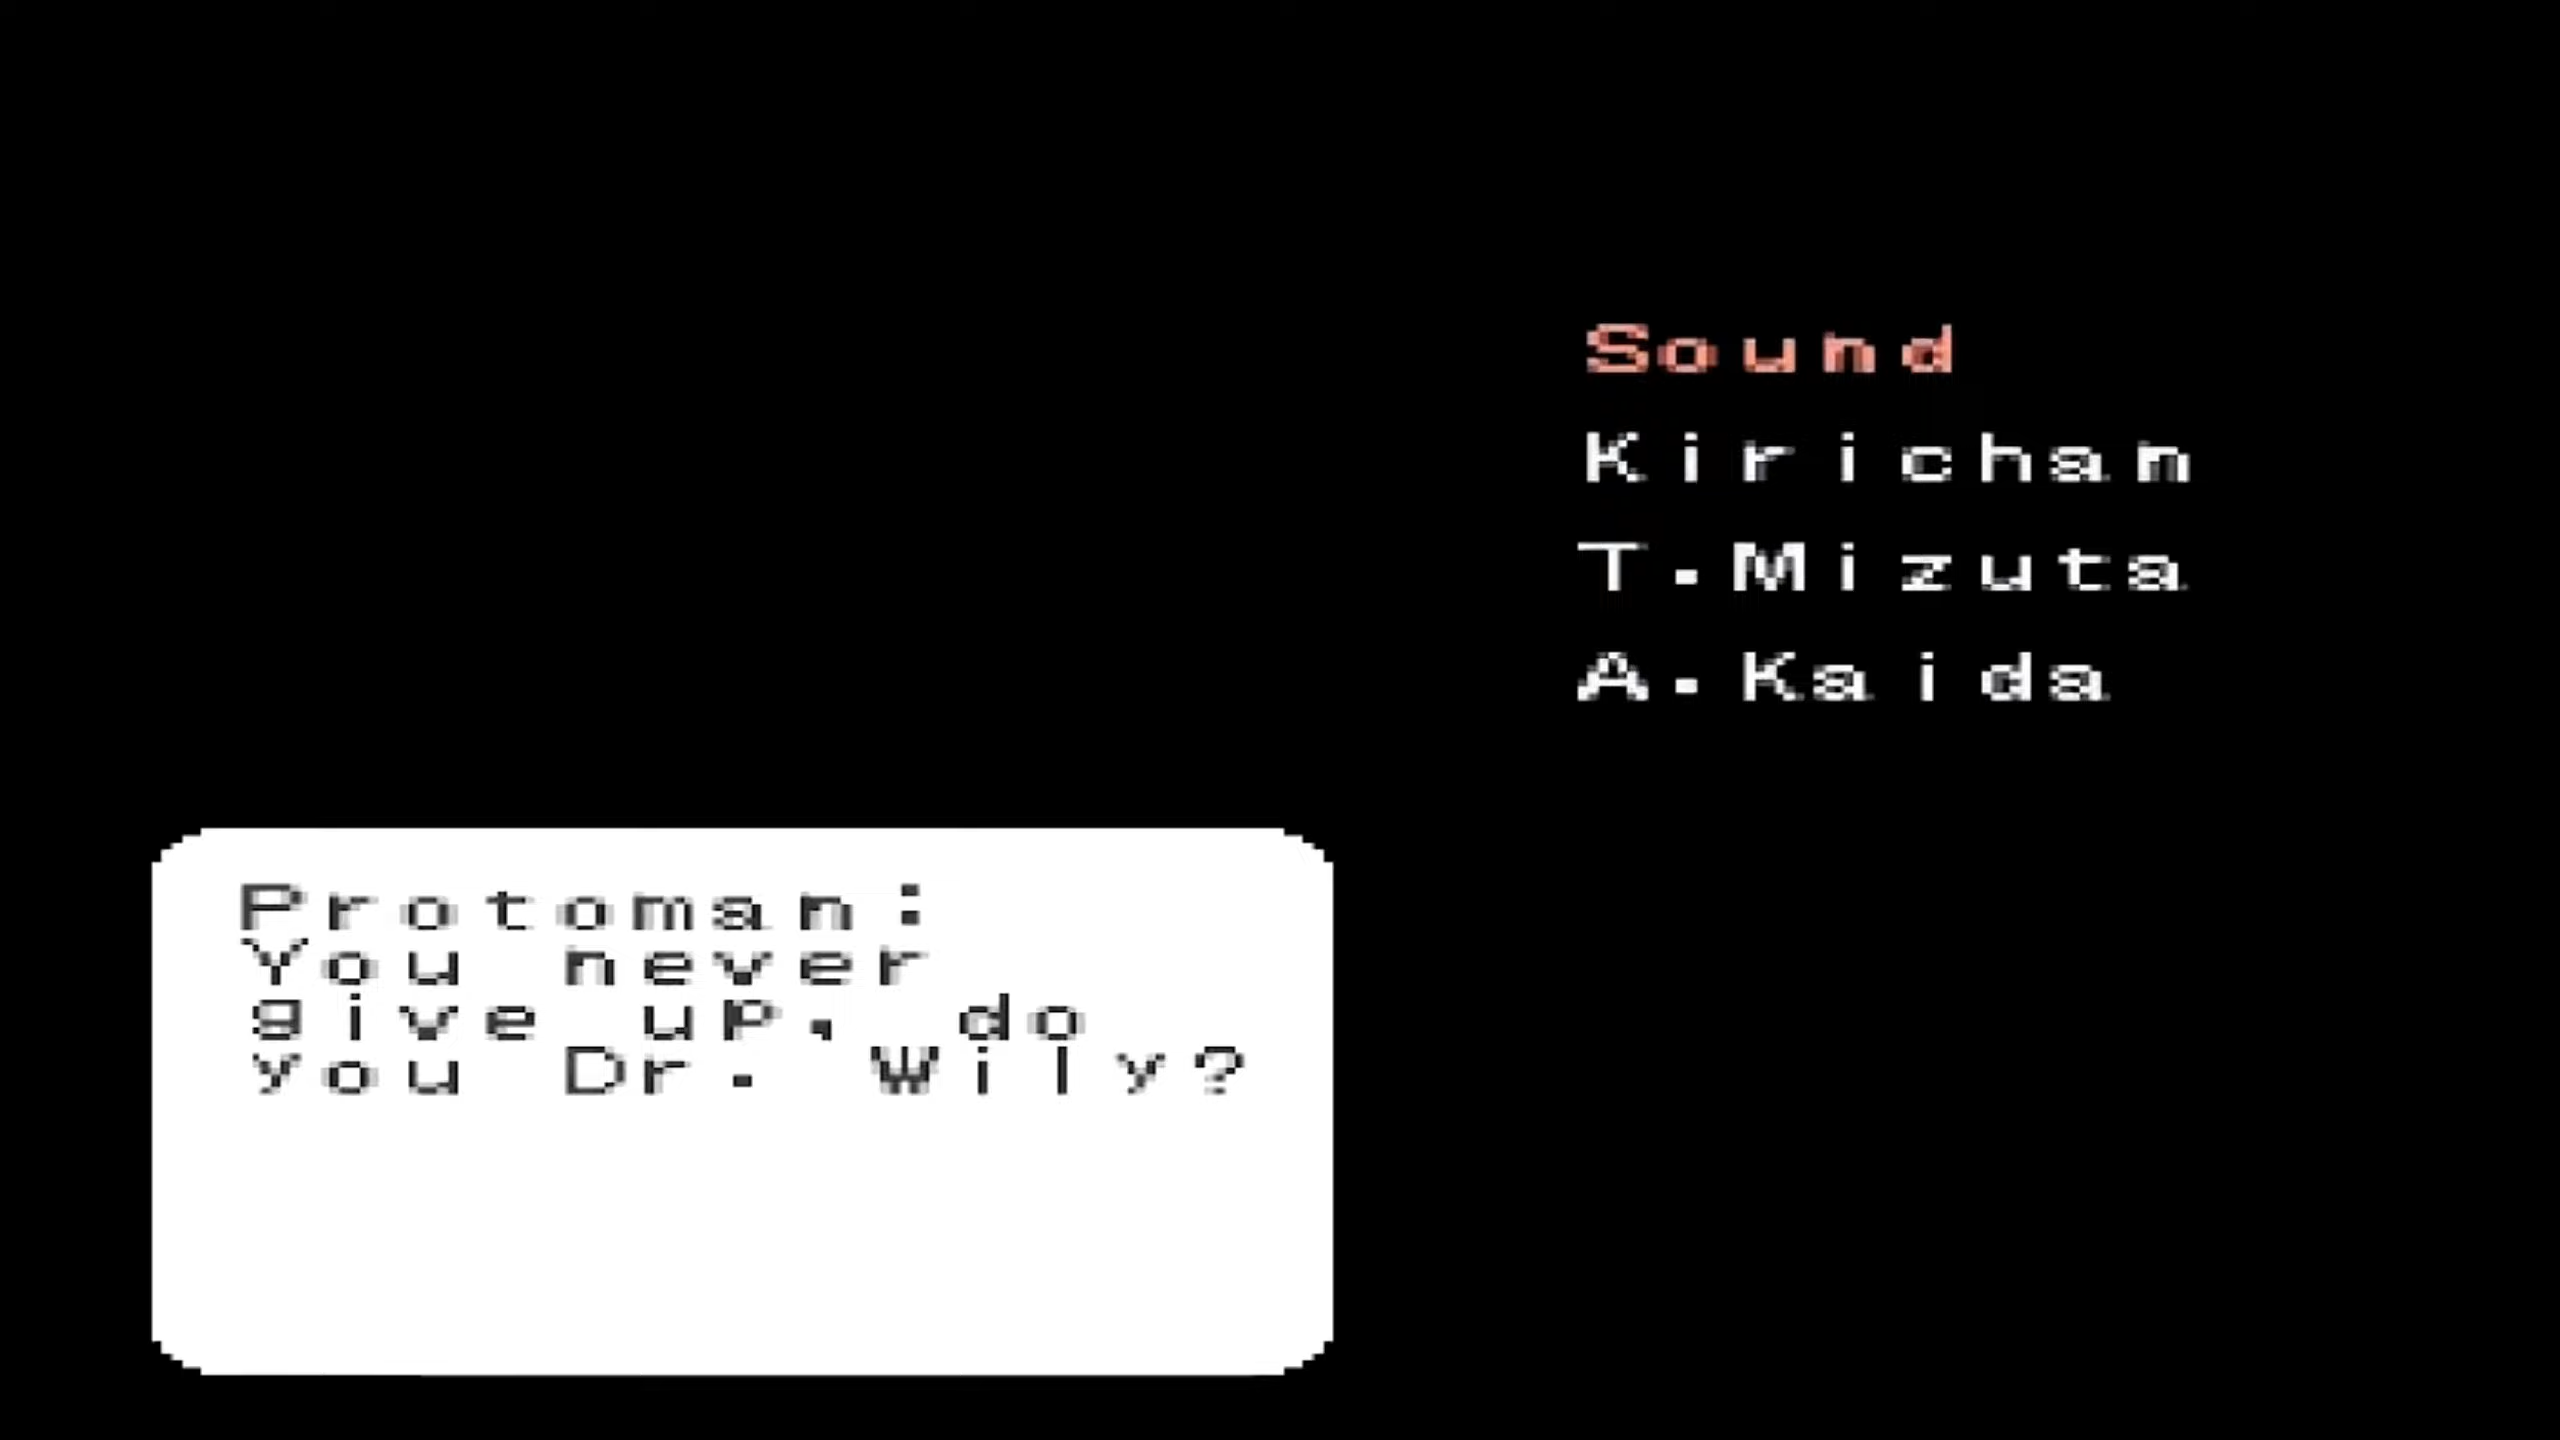 Sound
Kirichan
T.Mizuta
A.Kaida
Protoman:
You never
give up, do
you Dr. Wily?